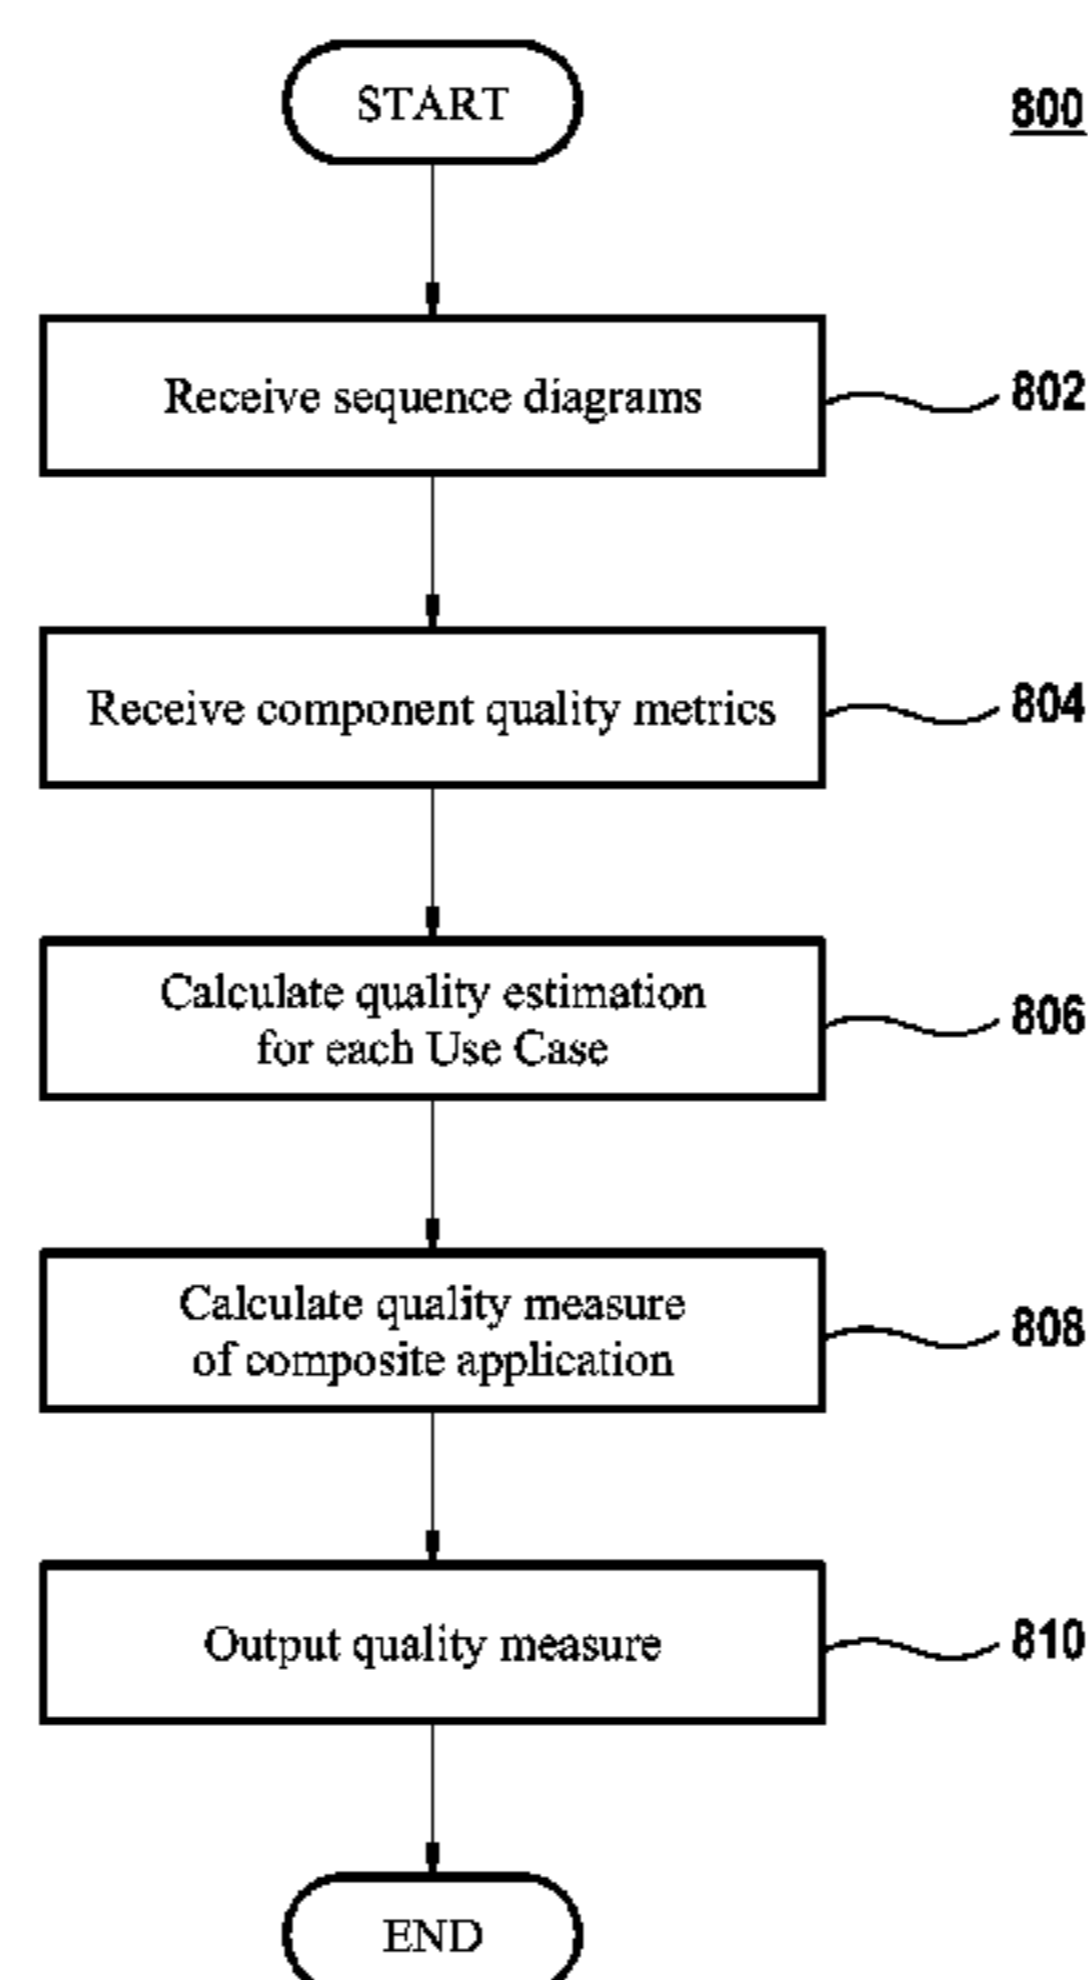 START
800
Receive sequence diagrams
802
Receive component quality metrics
804
Calculate quality estimation
for each Use Case
806
Calculate quality measure
of composite application
808
Output quality measure
810
END